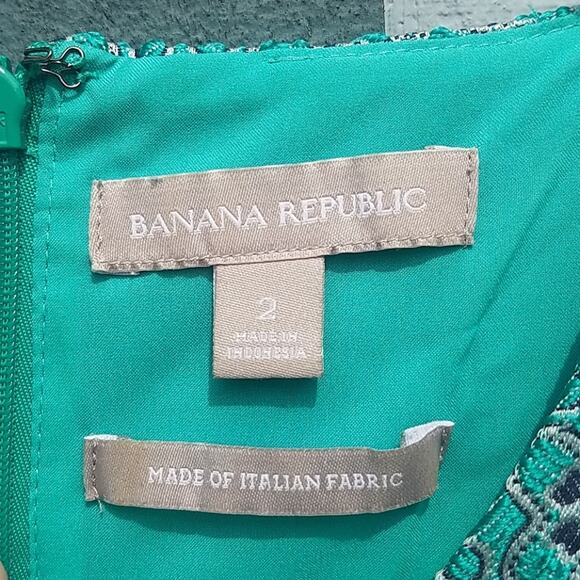 BANANA REPUBLIC
2
MADE IN
INDONESIA
MADE OF ITALIAN FABRIC